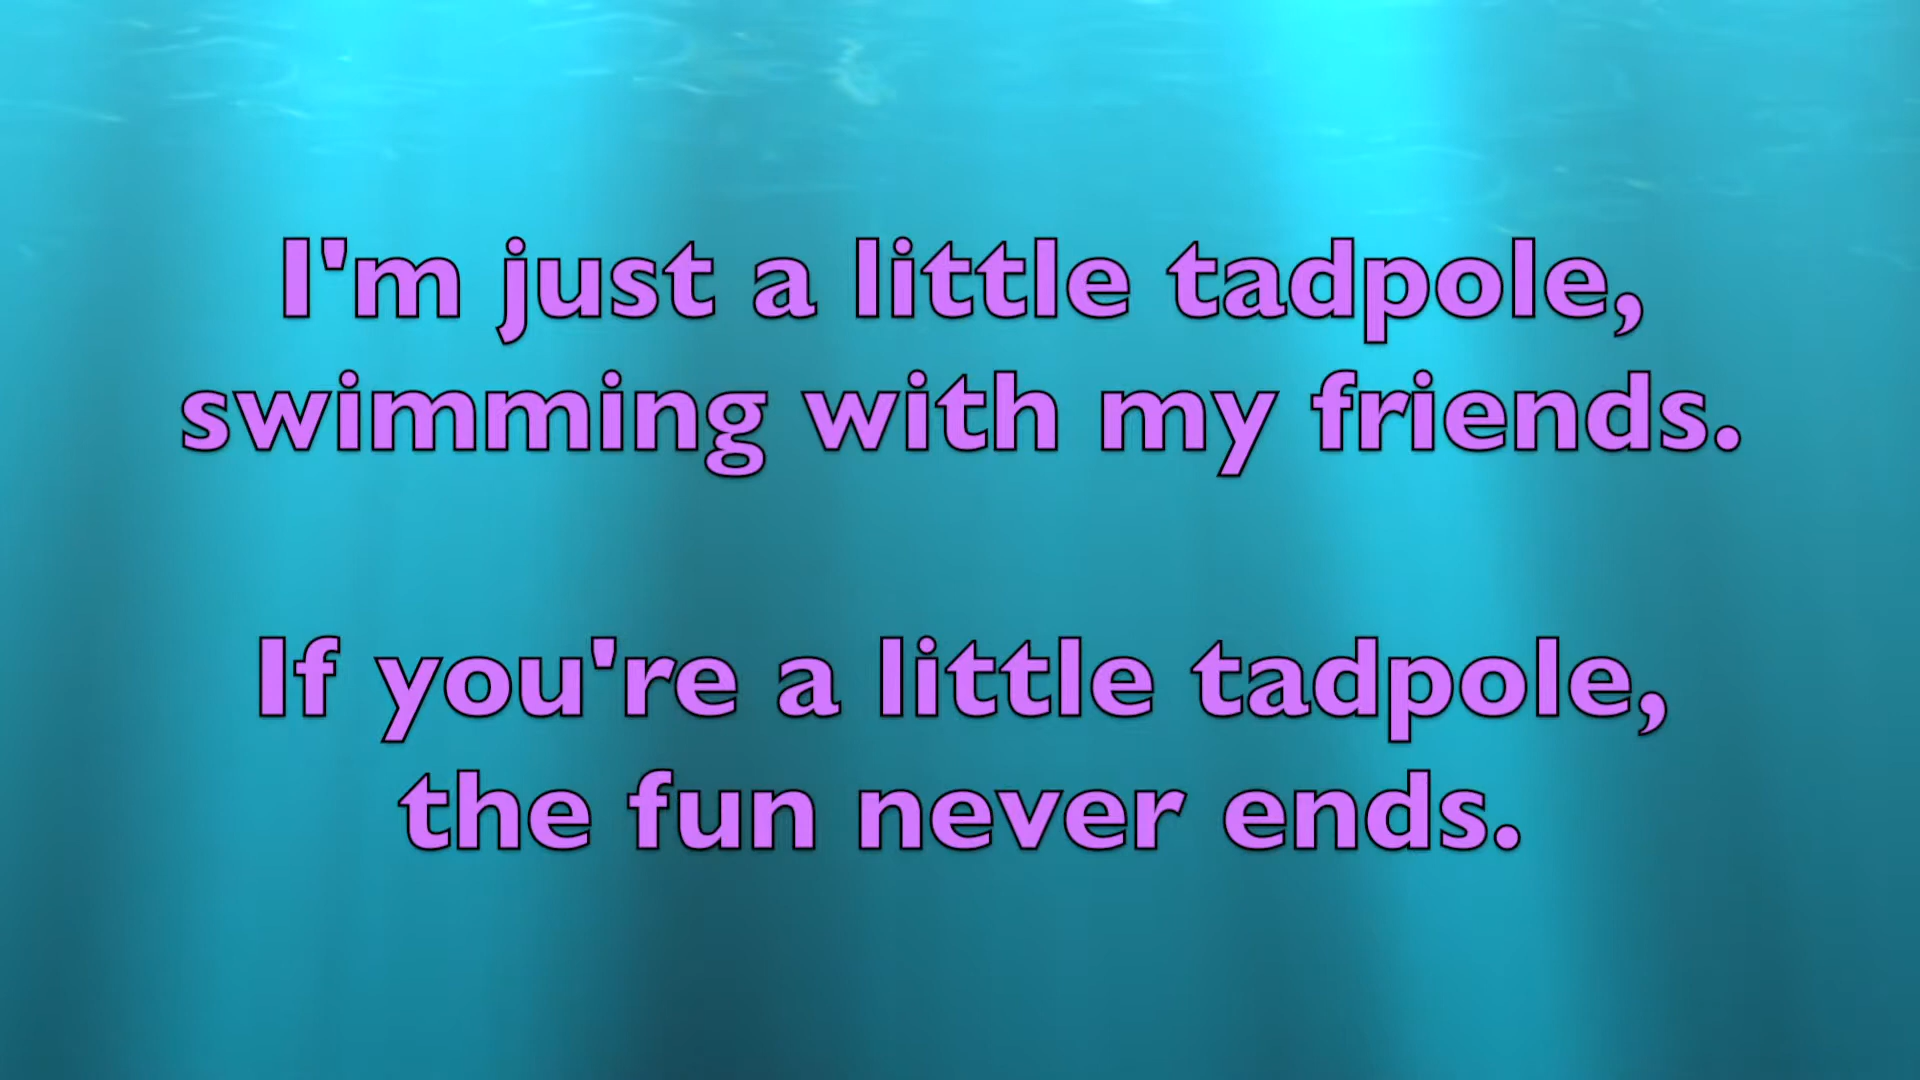 I'm just a little tadpole,
swimming with my friends.
If you're a little tadpole,
the fun never ends.